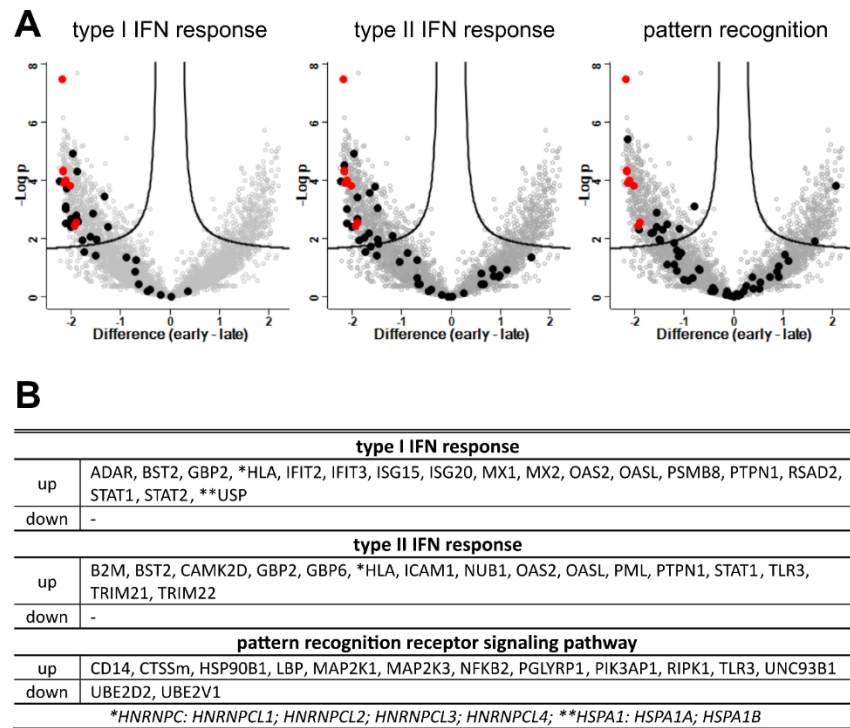 A
type I IFN response
type II IFN response
pattern recognition
-Log p
0 2 4 6 8
-2 -1 0 1 2
Difference (early - late)
-Log p
0 2 4 6 8
-2 -1 0 1 2
Difference (early - late)
-Log p
0 2 4 6 8
-2 -1 0 1 2
Difference (early - late)
B
type I IFN response
up ADAR, BST2, GBP2, *HLA, IFIT2, IFIT3, ISG15, ISG20, MX1, MX2, OAS2, OASL, PSMB8, PTPN1, RSAD2,
STAT1, STAT2, **USP
down -
type II IFN response
up B2M, BST2, CAMK2D, GBP2, GBP6, *HLA, ICAM1, NUB1, OAS2, OASL, PML, PTPN1, STAT1, TLR3,
TRIM21, TRIM22
down -
pattern recognition receptor signaling pathway
up CD14, CTSSm, HSP90B1, LBP, MAP2K1, MAP2K3, NFKB2, PGLYRP1, PIK3AP1, RIPK1, TLR3, UNC93B1
down UBE2D2, UBE2V1
*HNRNPC: HNRNPCL1; HNRNPCL2; HNRNPCL3; HNRNPCL4; **HSPA1: HSPA1A; HSPA1B